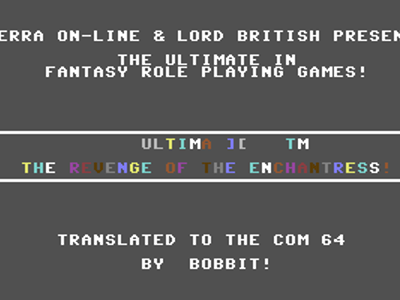 ERRA ON-LINE & LORD BRITISH PRESEN
THE ULTIMATE IN
FANTASY ROLE PLAYING GAMES!
ULTIMA ][ TM
THE REVENGE OF THE ENCHANTRESS!
TRANSLATED TO THE COM 64
BY BOBBIT!